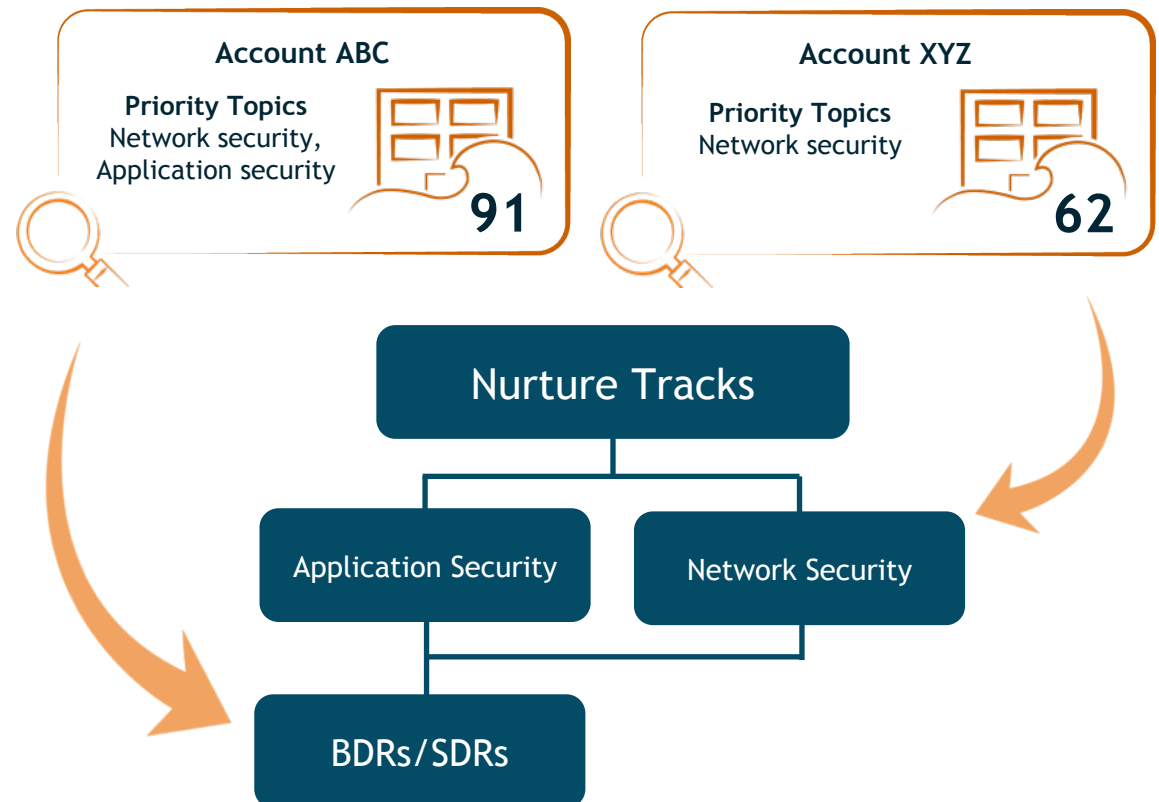 Account ABC
Priority Topics
Network security,
Application security
91
Account XYZ
Priority Topics
Network security
62
Nurture Tracks
Application Security
Network Security
BDRs/SDRs